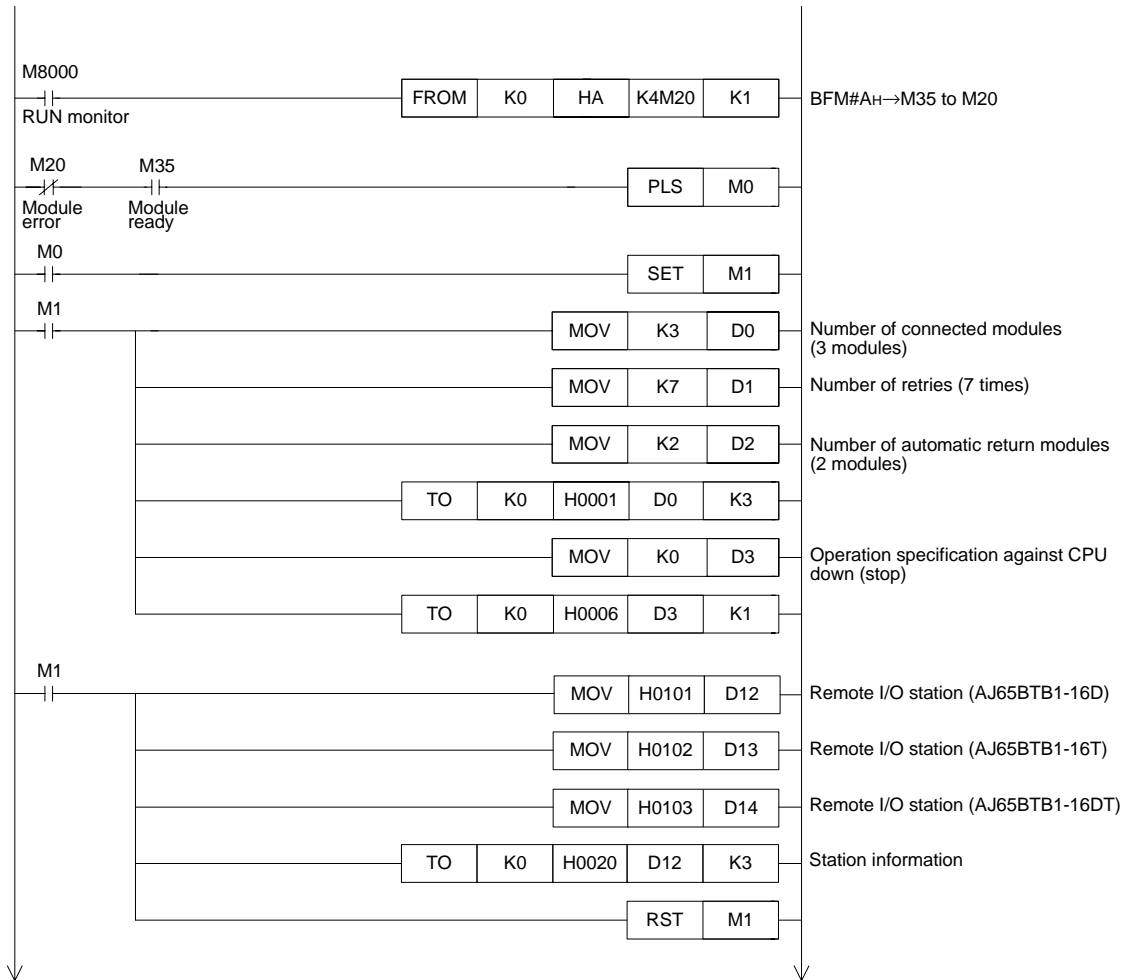 M8000
RUN monitor
FROM K0 HA K4M20 K1
BFM#AH→M35 to M20
M20 M35
Module error
Module ready
PLS M0
M0
SET M1
M1
MOV K3 D0
Number of connected modules
(3 modules)
MOV K7 D1
Number of retries (7 times)
MOV K2 D2
Number of automatic return modules
(2 modules)
TO K0 H0001 D0 K3
MOV K0 D3
Operation specification against CPU
down (stop)
TO K0 H0006 D3 K1
M1
MOV H0101 D12
Remote I/O station (AJ65BTB1-16D)
MOV H0102 D13
Remote I/O station (AJ65BTB1-16T)
MOV H0103 D14
Remote I/O station (AJ65BTB1-16DT)
TO K0 H0020 D12 K3
Station information
RST M1